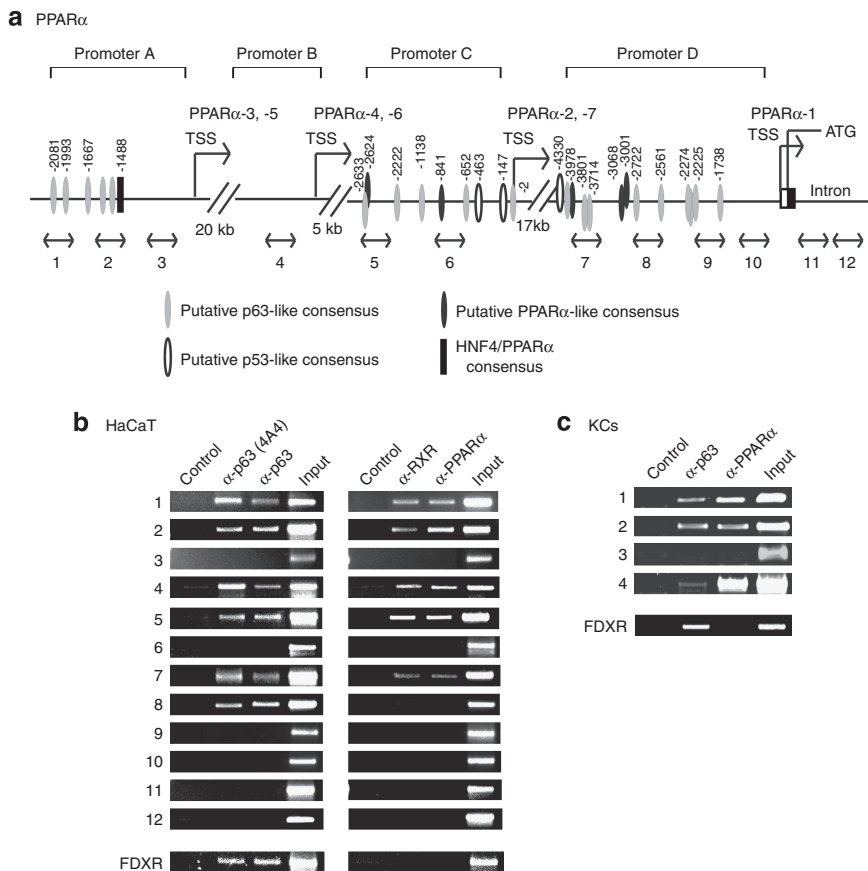 a PPARα
Promoter A Promoter B Promoter C Promoter D
PPARα-3, -5 PPARα-4, -6 PPARα-2, -7 PPARα-1
TSS TSS TSS TSS ATG
-2081 -1993 -1667 -1488 -2633 -2624 -2222 -1138 -841 -652 -463 -147 -2 -4330 -3978 -3801 -3714 -3068 -3001 -2722 -2561 -2274 -2225 -1738
Intron
20 kb 5 kb 17kb
1 2 3 4 5 6 7 8 9 10 11 12
Putative p63-like consensus Putative PPARα-like consensus
Putative p53-like consensus HNF4/PPARα
consensus
b HaCaT
Control α-p63 (4A4) α-p63 Input Control α-RXR α-PPARα Input
1
2
3
4
5
6
7
8
9
10
11
12
FDXR
c KCs
Control α-p63 α-PPARα Input
1
2
3
4
FDXR